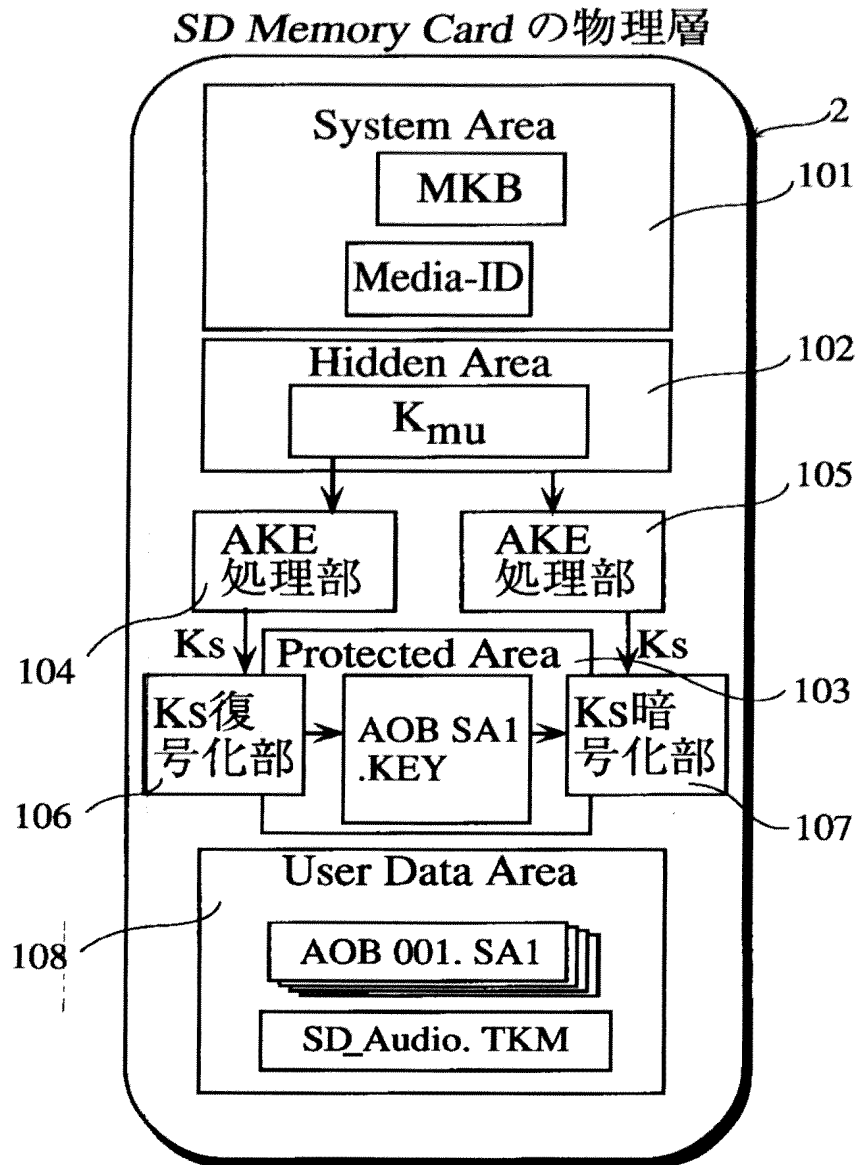 SD Memory Card の物理層
2
System Area
101
MKB
Media-ID
Hidden Area
102
Kmu
105
AKE
処理部
AKE
処理部
104
Ks
Ks
Protected Area
103
Ks復
号化部
AOB SA1
.KEY
Ks暗
号化部
106
107
User Data Area
108
AOB 001. SA1
SD_Audio. TKM